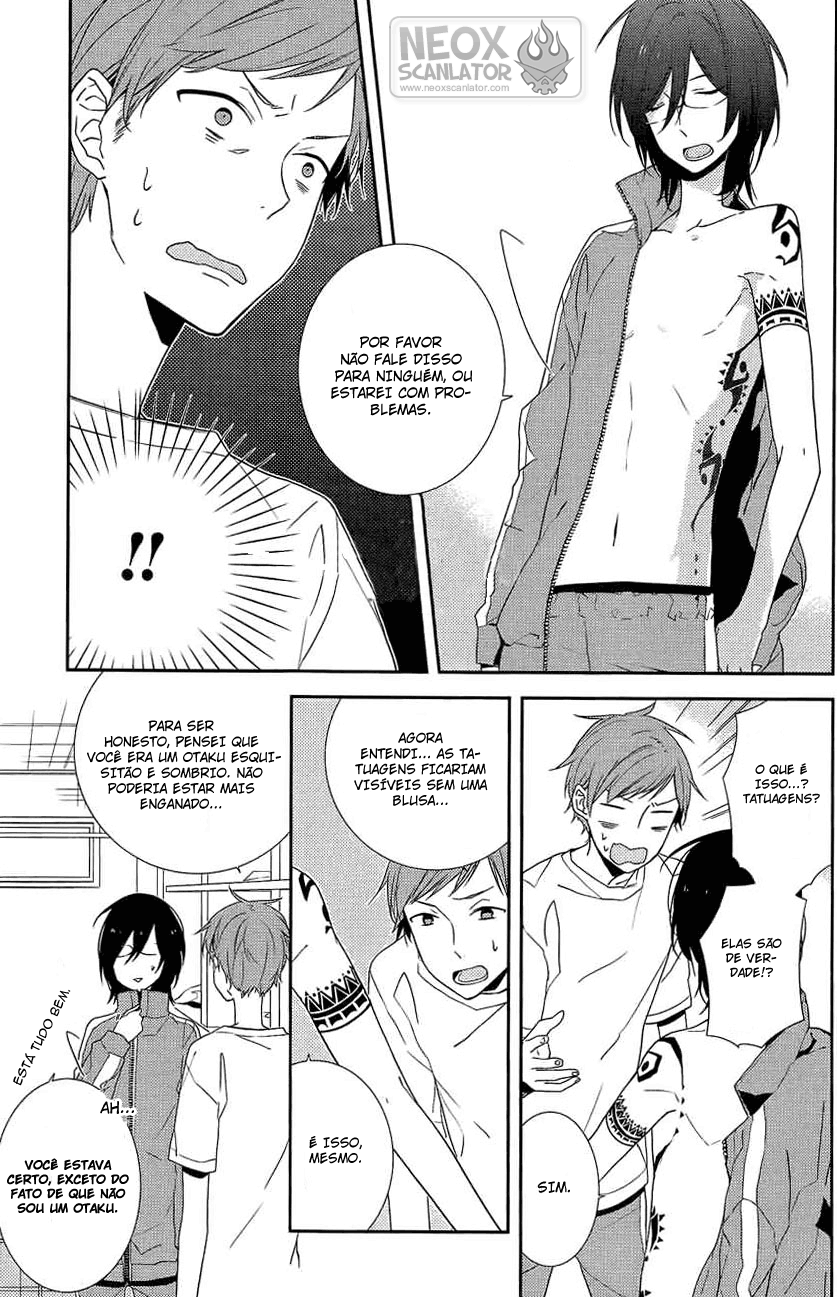 NEOX
SCANLATOR
www.neoxscanlator.com
POR FAVOR
NÃO FALE DISSO
PARA NINGUÉM, OU
ESTAREI COM PRO-
BLEMAS.
!!
O QUE É
ISSO...?
TATUAGENS?
ELAS SÃO
DE VER-
DADE!?
SIM.
AGORA
ENTENDI... AS TA-
TUAGENS FICARIAM
VISÍVEIS SEM UMA
BLUSA...
É ISSO,
MESMO.
PARA SER
HONESTO, PENSEI QUE
VOCÊ ERA UM OTAKU ESQUI-
SITÃO E SOMBRIO. NÃO
PODERIA ESTAR MAIS
ENGANADO...
ESTÁ TUDO BEM.
AH...
VOCÊ ESTAVA
CERTO, EXCETO DO
FATO DE QUE NÃO
SOU UM OTAKU.